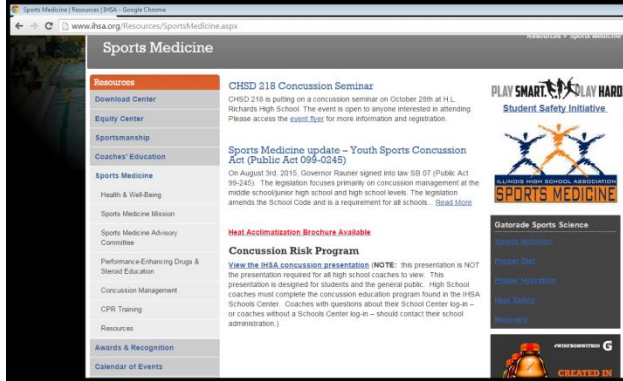 Sports Medicine | Resources | IHSA - Google Chrome
www.ihsa.org/Resources/SportsMedicine.aspx
Resources > Sports Medicine
Sports Medicine
Resources
Download Center
Equity Center
Sportsmanship
Coaches' Education
Sports Medicine
Health & Well-Being
Sports Medicine Mission
Sports Medicine Advisory
Committee
Performance-Enhancing Drugs &
Steroid Education
Concussion Management
CPR Training
Resources
Awards & Recognition
Calendar of Events
CHSD 218 Concussion Seminar
CHSD 218 is putting on a concussion seminar on October 28th at H.L.
Richards High School. The event is open to anyone interested in attending.
Please access the event flyer for more information and registration.
Sports Medicine update – Youth Sports Concussion
Act (Public Act 099-0245)
On August 3rd, 2015, Governor Rauner signed into law SB 07 (Public Act
99-245). The legislation focuses primarily on concussion management at the
middle school/junior high school and high school levels. The legislation
amends the School Code and is a requirement for all schools... Read More
Heat Acclimatization Brochure Available
Concussion Risk Program
View the IHSA concussion presentation (NOTE: this presentation is NOT
the presentation required for all high school coaches to view. This
presentation is designed for students and the general public. High School
coaches must complete the concussion education program found in the IHSA
Schools Center. Coaches with questions about their School Center log-in –
or coaches without a Schools Center log-in – should contact their school
administration.)
PLAY SMART. PLAY HARD
Student Safety Initiative
ILLINOIS HIGH SCHOOL ASSOCIATION
SPORTS MEDICINE
Gatorade Sports Science
Sports Nutrition
Proper Diet
Proper Hydration
Heat Safety
Recovery
#WINFROMWITHIN G
CREATED IN